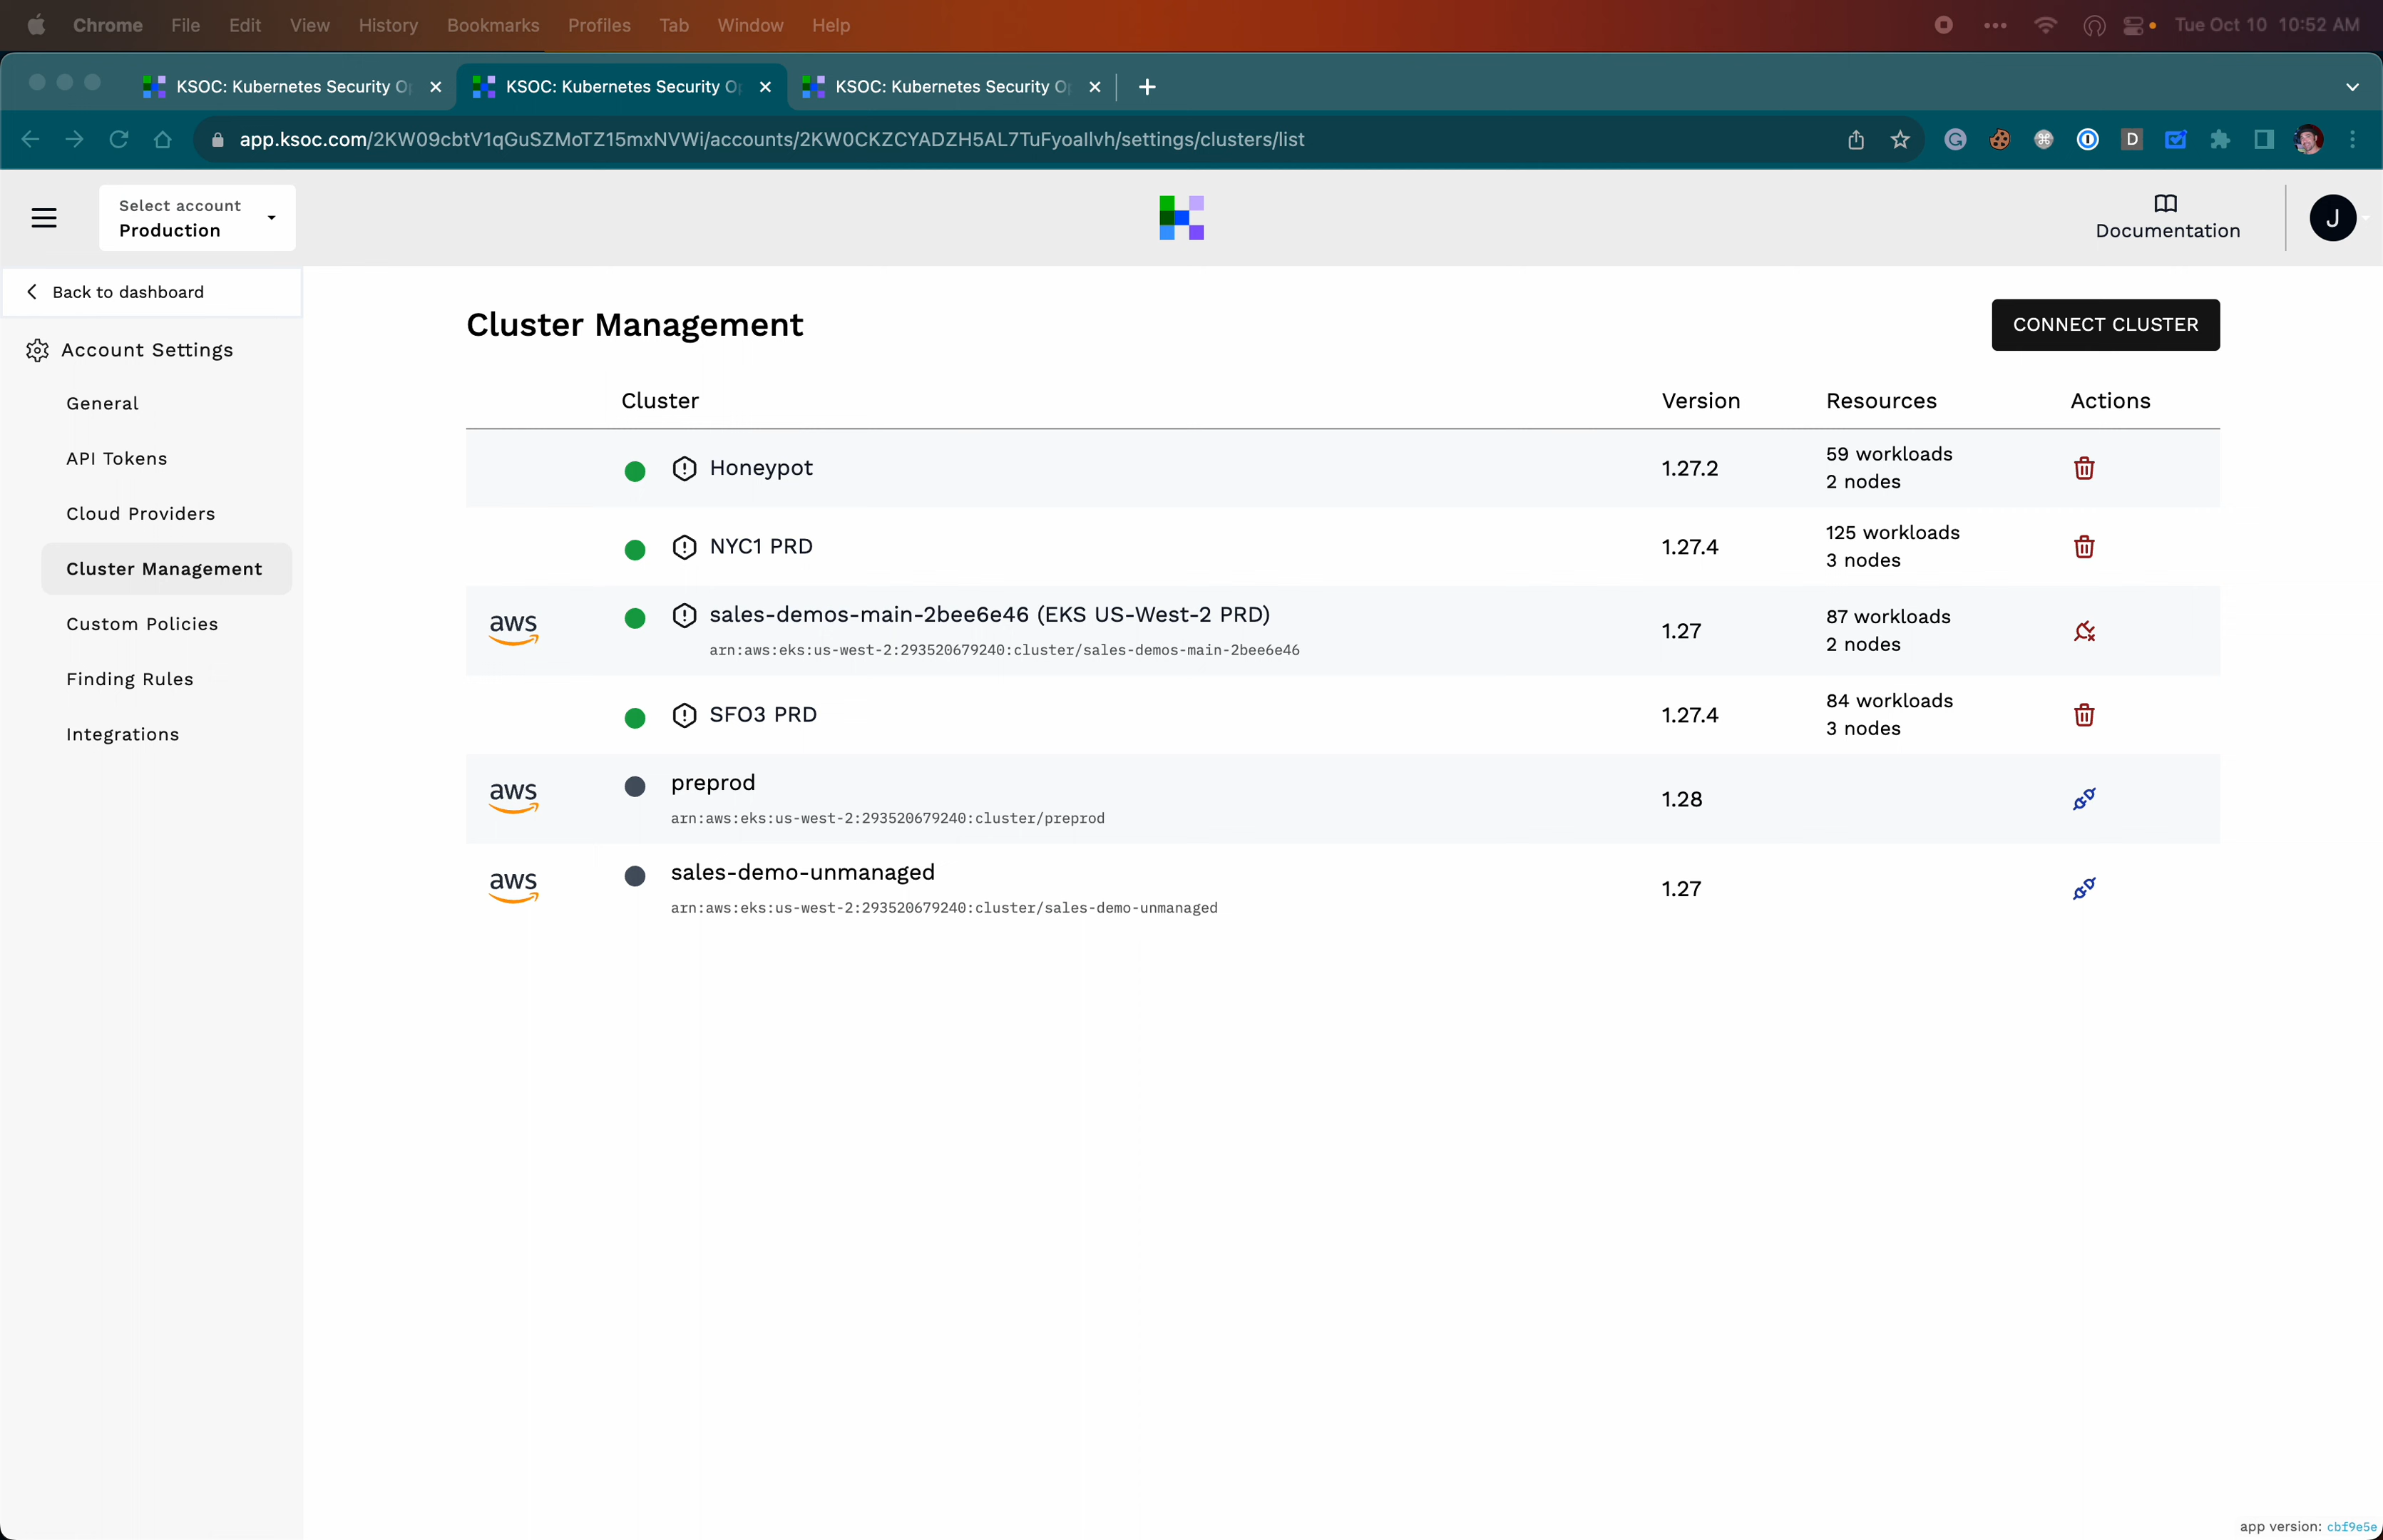 Chrome File Edit View History Bookmarks Profiles Tab Window Help Tue Oct 10 10:52 AM
KSOC: Kubernetes Security O KSOC: Kubernetes Security O KSOC: Kubernetes Security O
app.ksoc.com/2KW09cbtV1qGuSZMoTZ15mxNVWi/accounts/2KW0CKZCYADZH5AL7TuFyoaIlvh/settings/clusters/list
D
Select account
Production
Documentation
J
Back to dashboard
Account Settings
General
API Tokens
Cloud Providers
Cluster Management
Custom Policies
Finding Rules
Integrations
Cluster Management
CONNECT CLUSTER
Cluster Version Resources Actions
Honeypot 1.27.2 59 workloads
2 nodes
NYC1 PRD 1.27.4 125 workloads
3 nodes
aws sales-demos-main-2bee6e46 (EKS US-West-2 PRD) 1.27 87 workloads
arn:aws:eks:us-west-2:293520679240:cluster/sales-demos-main-2bee6e46 2 nodes
SFO3 PRD 1.27.4 84 workloads
3 nodes
aws preprod 1.28
arn:aws:eks:us-west-2:293520679240:cluster/preprod
aws sales-demo-unmanaged 1.27
arn:aws:eks:us-west-2:293520679240:cluster/sales-demo-unmanaged
app version: cbf9e5e